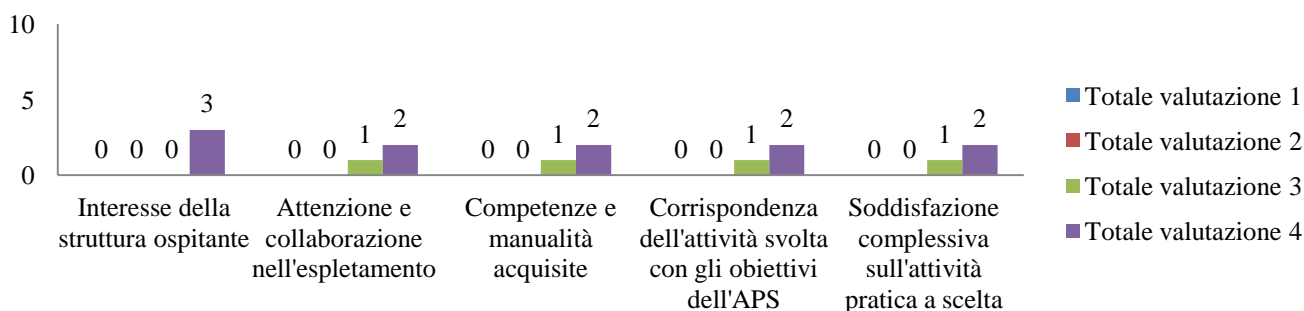 10
5
0
0 0 0 3
0 0 1 2
0 0 1 2
0 0 1 2
0 0 1 2
Interesse della
struttura ospitante
Attenzione e
collaborazione
nell'espletamento
Competenze e
manualità
acquisite
Corrispondenza
dell'attività svolta
con gli obiettivi
dell'APS
Soddisfazione
complessiva
sull'attività
pratica a scelta
Totale valutazione 1
Totale valutazione 2
Totale valutazione 3
Totale valutazione 4